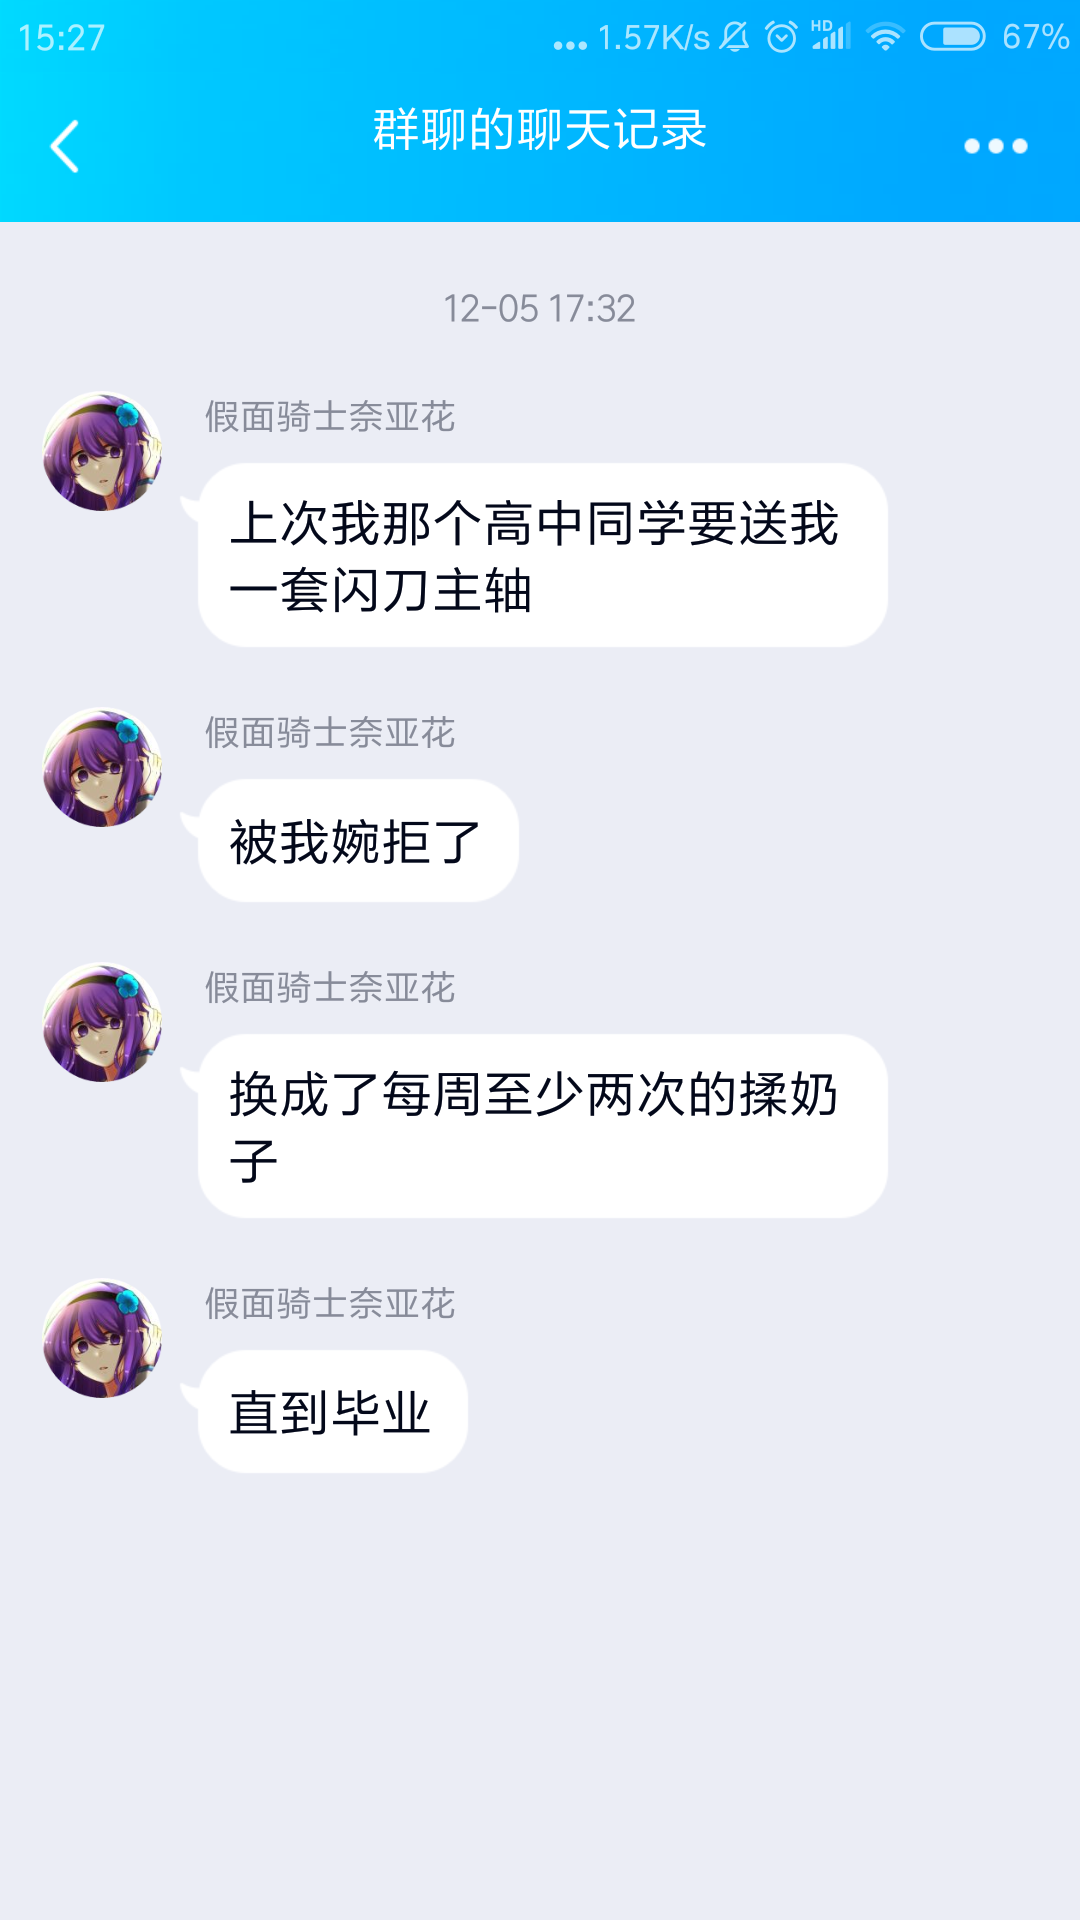 15:27
... 1.57K/s HD 67%
群聊的聊天记录
12-05 17:32
假面骑士奈亚花
上次我那个高中同学要送我
一套闪刀主轴
假面骑士奈亚花
被我婉拒了
假面骑士奈亚花
换成了每周至少两次的揉奶
子
假面骑士奈亚花
直到毕业